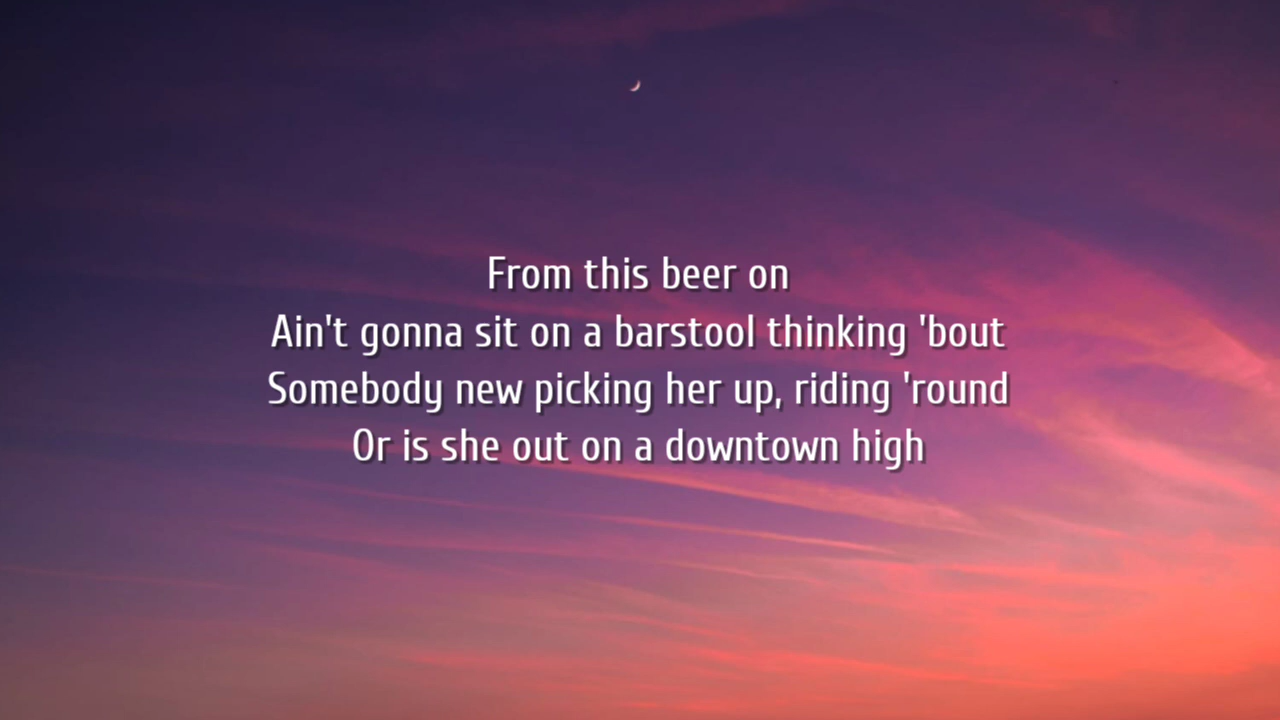 From this beer on
Ain't gonna sit on a barstool thinking 'bout
Somebody new picking her up, riding 'round
Or is she out on a downtown high